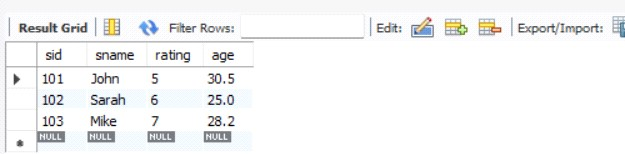 Result Grid Filter Rows: Edit: Export/Import:
sid sname rating age
101 John 5 30.5
102 Sarah 6 25.0
103 Mike 7 28.2
NULL NULL NULL NULL